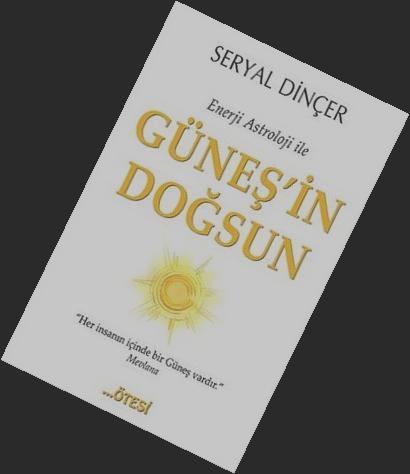 SERYAL DİNÇER
Enerji Astroloji ile
GÜNEŞ'İN
DOĞSUN
"Her insanın içinde bir Güneş vardır."
Mevlana
...ÖTESİ